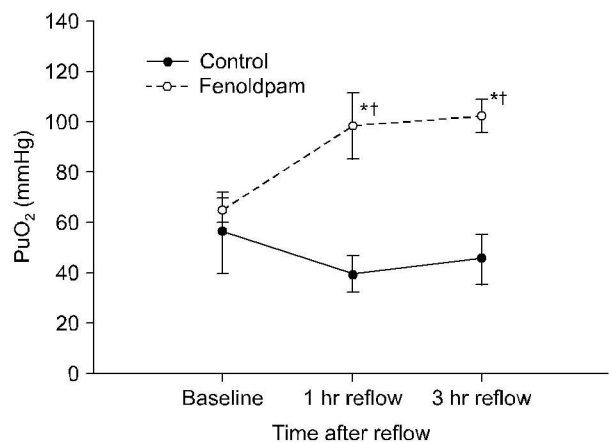 140
120
100
80
60
40
20
0
PuO₂ (mmHg)
Control
Fenoldpam
*†
*†
Baseline
1 hr reflow
3 hr reflow
Time after reflow